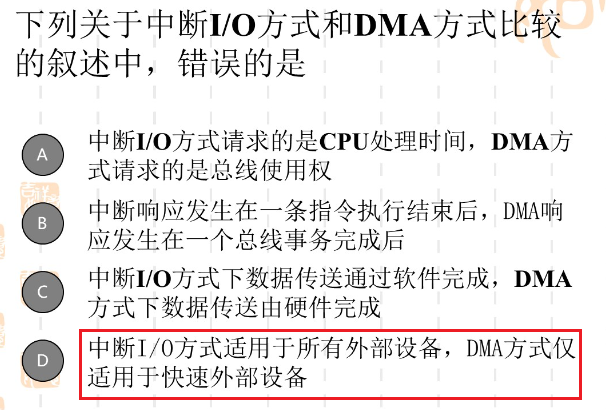 下列关于中断I/O方式和DMA方式比较
的叙述中，错误的是
A
中断I/O方式请求的是CPU处理时间，DMA方
式请求的是总线使用权
B
中断响应发生在一条指令执行结束后，DMA响
应发生在一个总线事务完成后
C
中断I/O方式下数据传送通过软件完成，DMA
方式下数据传送由硬件完成
D
中断I/O方式适用于所有外部设备，DMA方式仅
适用于快速外部设备